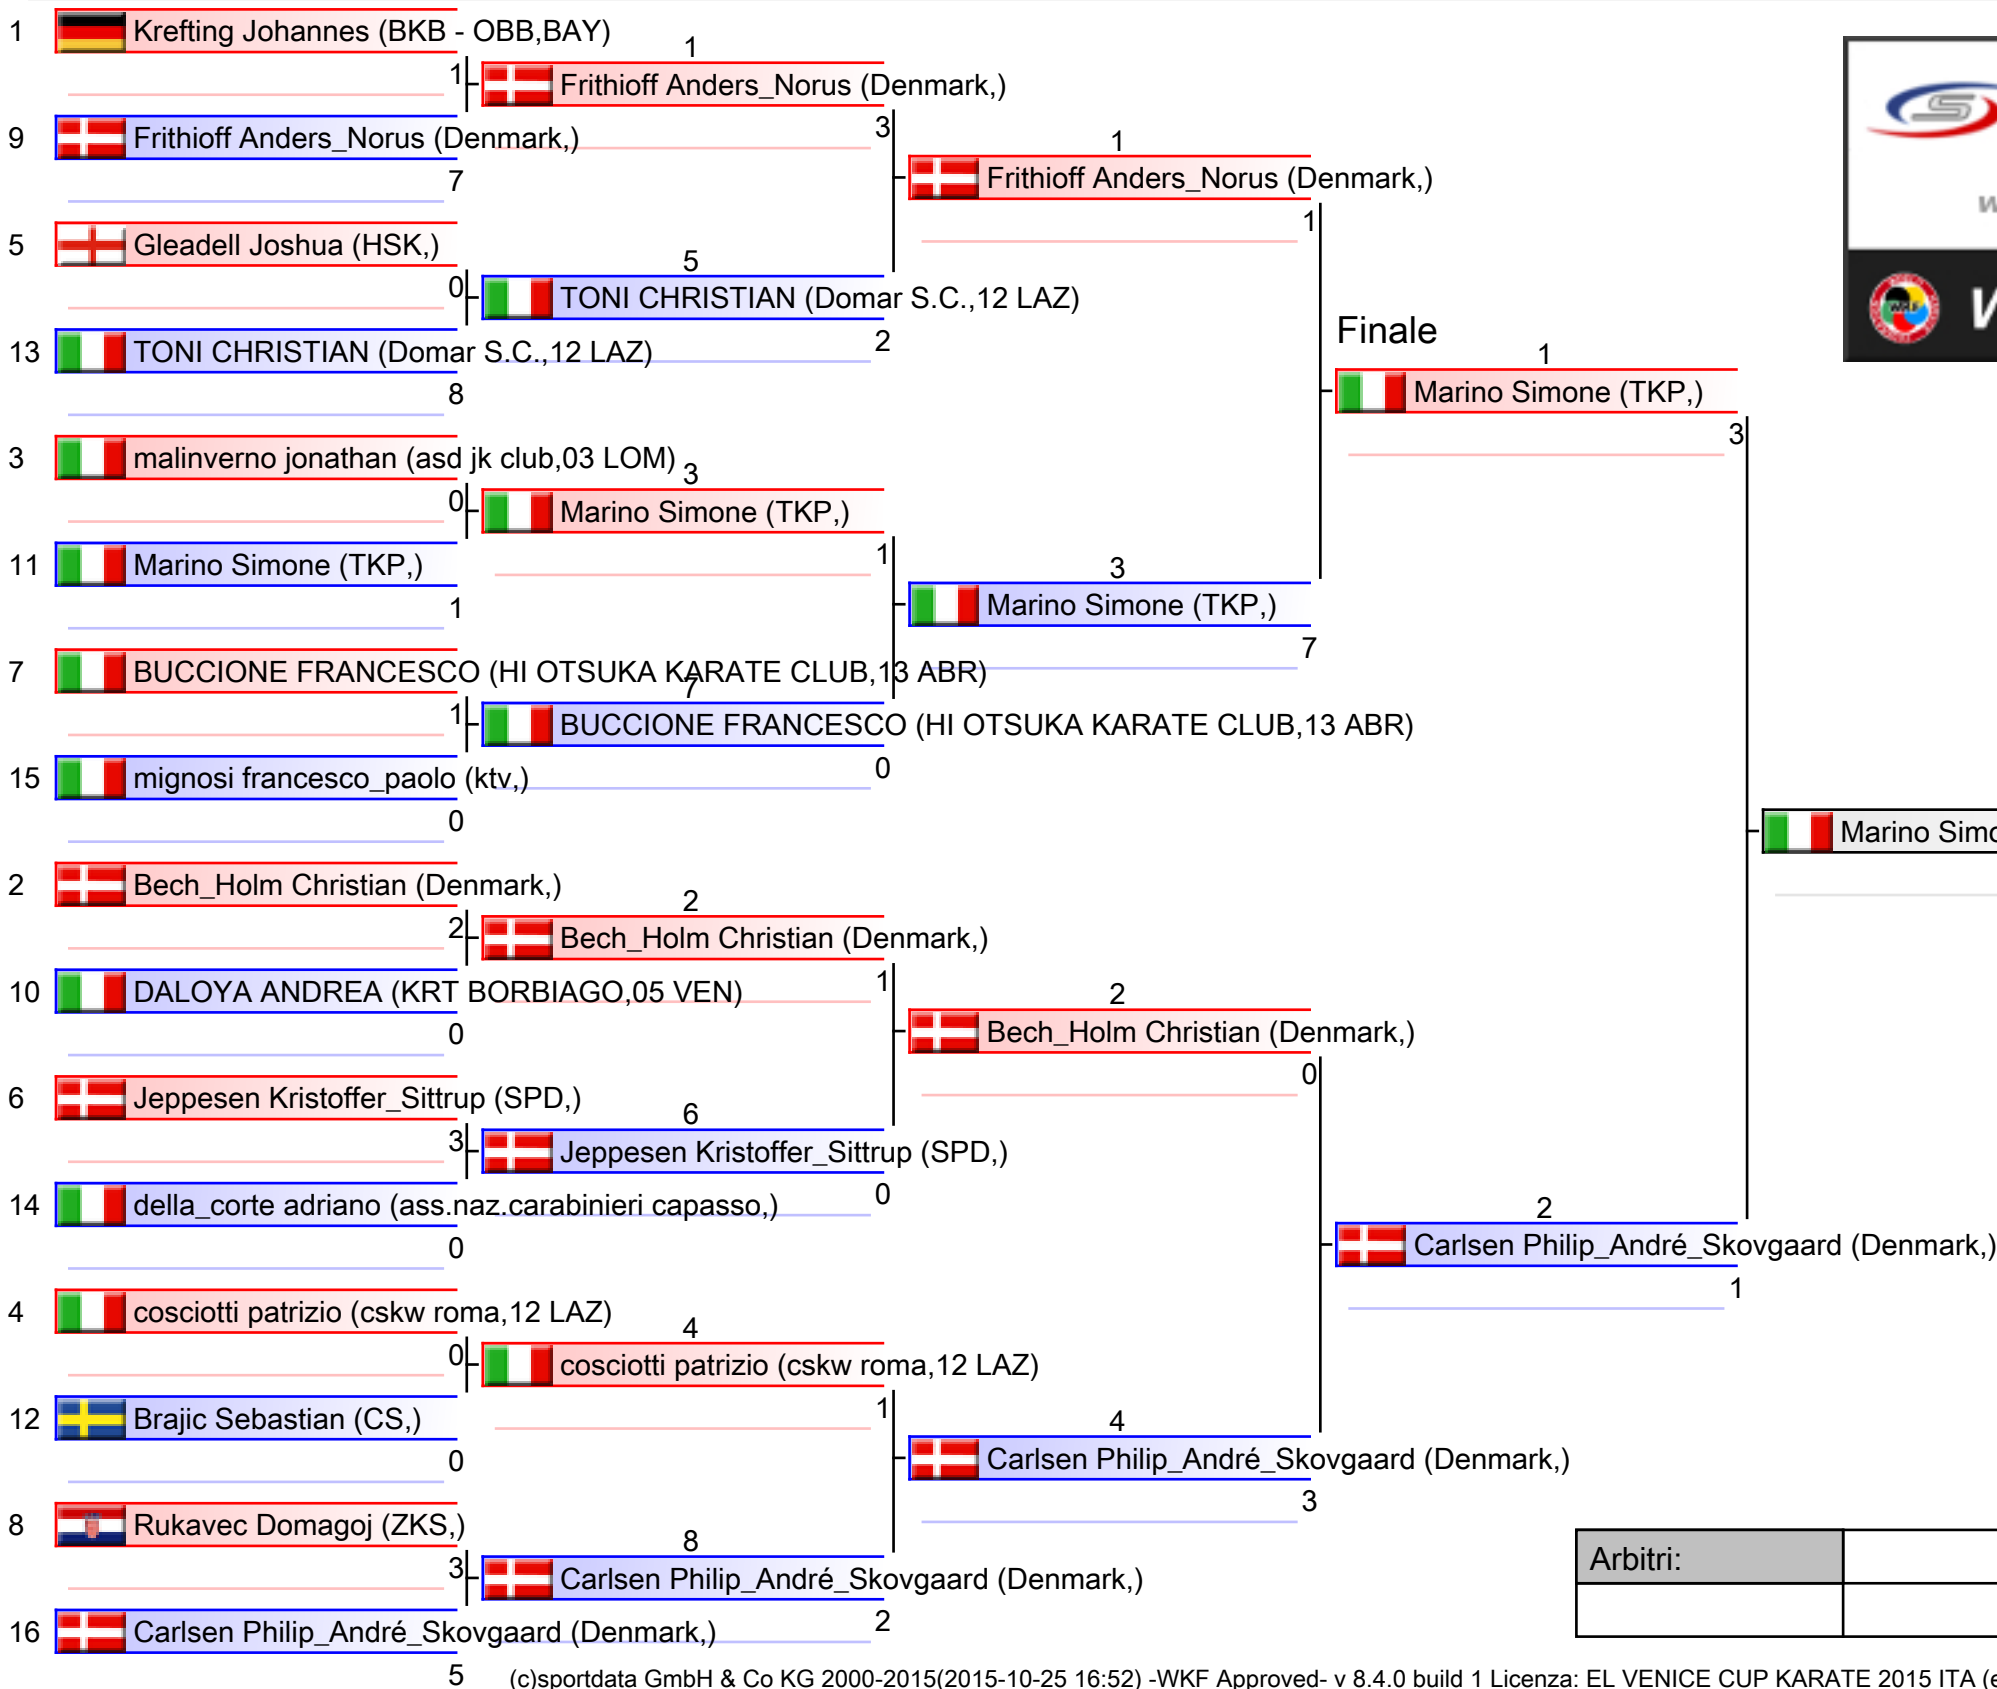 1 Krefting Johannes (BKB - OBB,BAY)
1
9 Frithioff Anders_Norus (Denmark,)
7
5 Gleadell Joshua (HSK,)
0
13 TONI CHRISTIAN (Domar S.C.,12 LAZ)
8
3 malinverno jonathan (asd jk club,03 LOM)
0
11 Marino Simone (TKP,)
1
7 BUCCIONE FRANCESCO (HI OTSUKA KARATE CLUB,13 ABR)
1
15 mignosi francesco_paolo (ktv,)
0
2 Bech_Holm Christian (Denmark,)
2
10 DALOYA ANDREA (KRT BORBIAGO,05 VEN)
0
6 Jeppesen Kristoffer_Sittrup (SPD,)
3
14 della_corte adriano (ass.naz.carabinieri capasso,)
0
4 cosciotti patrizio (cskw roma,12 LAZ)
0
12 Brajic Sebastian (CS,)
0
8 Rukavec Domagoj (ZKS,)
3
16 Carlsen Philip_André_Skovgaard (Denmark,)
5
1
Frithioff Anders_Norus (Denmark,)
3
5
TONI CHRISTIAN (Domar S.C.,12 LAZ)
2
3
Marino Simone (TKP,)
1
7
BUCCIONE FRANCESCO (HI OTSUKA KARATE CLUB,13 ABR)
0
2
Bech_Holm Christian (Denmark,)
1
6
Jeppesen Kristoffer_Sittrup (SPD,)
0
4
cosciotti patrizio (cskw roma,12 LAZ)
1
8
Carlsen Philip_André_Skovgaard (Denmark,)
2
1
Frithioff Anders_Norus (Denmark,)
1
3
Marino Simone (TKP,)
7
2
Bech_Holm Christian (Denmark,)
0
4
Carlsen Philip_André_Skovgaard (Denmark,)
3
Finale
1
Marino Simone (TKP,)
3
2
Carlsen Philip_André_Skovgaard (Denmark,)
1
Marino Simo
S
w
WKF
W
Arbitri:
(c)sportdata GmbH & Co KG 2000-2015(2015-10-25 16:52) -WKF Approved- v 8.4.0 build 1 Licenza: EL VENICE CUP KARATE 2015 ITA (e